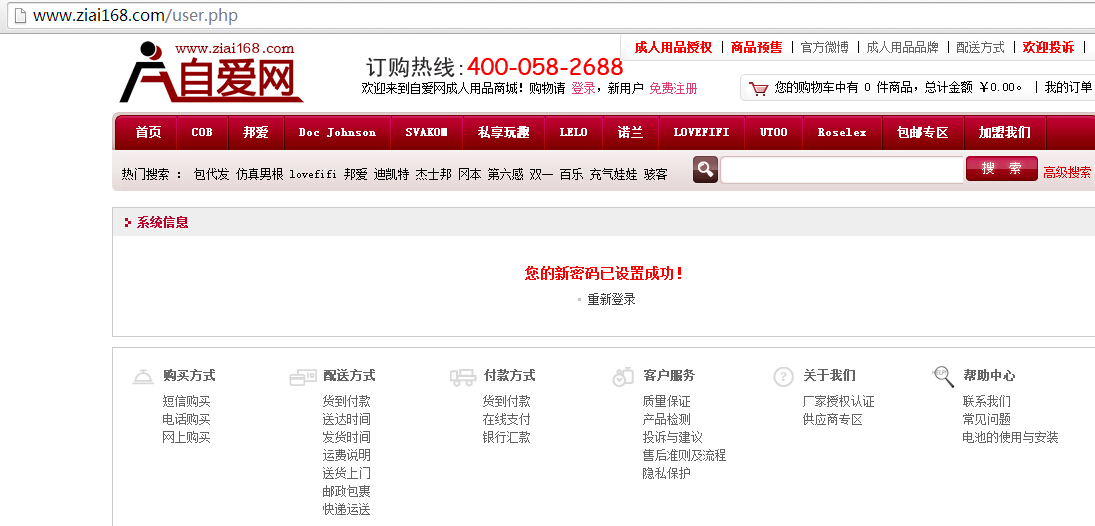 www.ziai168.com/user.php
www.ziai168.com
自爱网
订购热线:400-058-2688
欢迎来到自爱网成人用品商城！购物请 登录，新用户 免费注册
成人用品授权 | 商品预售 | 官方微博 | 成人用品品牌 | 配送方式 | 欢迎投诉 |
您的购物车中有 0 件商品，总计金额 ￥0.00。 | 我的订单
首页 COB 邦爱 Doc Johnson SVAKOM 私享玩趣 LELO 诺兰 LOVEFIFI UTOO Roselex 包邮专区 加盟我们
热门搜索 ： 包代发 仿真男根 lovefifi 邦爱 迪凯特 杰士邦 冈本 第六感 双一 百乐 充气娃娃 骇客
搜 索 高级搜索
系统信息
您的新密码已设置成功！
重新登录
购买方式
短信购买
电话购买
网上购买
配送方式
货到付款
送达时间
发货时间
运费说明
送货上门
邮政包裹
快递运送
付款方式
货到付款
在线支付
银行汇款
客户服务
质量保证
产品检测
投诉与建议
售后准则及流程
隐私保护
关于我们
厂家授权认证
供应商专区
HELP!
帮助中心
联系我们
常见问题
电池的使用与安装